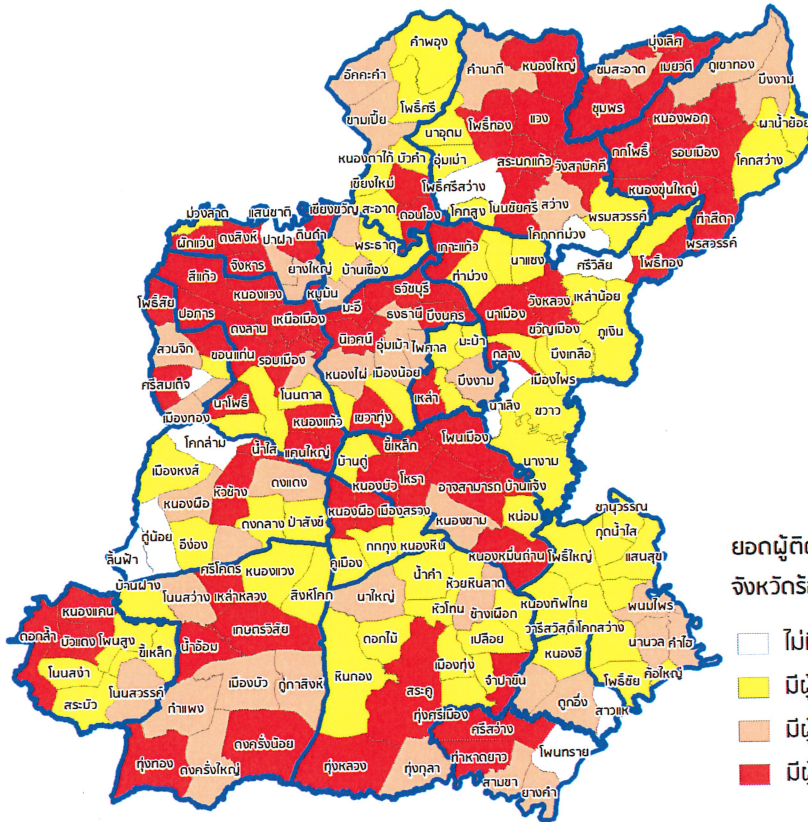 คำพอุง
อัคคะคำ
โพธิ์ศรี
ขามเปี้ย
คำนาดี
หนองใหญ่
บุ่งเลิศ
ชมสะอาด
เมยวดี
ภูเขาทอง
บึงงาม
ชุมพร
หนองพอก
ผาน้ำย้อย
นาอุดม
โพธิ์ทอง
แวง
กกโพธิ์
รอบเมือง
โคกสว่าง
หนองตาไก้
บัวคำ
อุ่มเม่า
สระนกแก้ว
วังสามัคคี
หนองขุ่นใหญ่
เชียงใหม่
โพธิ์ศรีสว่าง
สะอาด
คอนโอง
โคกสูง
โนนชัยศรี
สว่าง
พรมสวรรค์
ท่าสีดา
โคกกกม่วง
พรสวรรค์
ม่วงลาด
แสนชาติ
เชียงขวัญ
ผักแว่น
ดงสิงห์
ปาฝา
ดินดำ
พระธาตุ
เกาะแก้ว
นาแซง
ศรีวิลัย
โพธิ์ทอง
จังหาร
ยางใหญ่
บ้านเขือง
ท่าม่วง
สีแก้ว
หมูม้น
โพธิ์สัย
หนองแวง
มะอึ
ธวัชบุรี
นาเมือง
วังหลวง
เหล่าน้อย
ปอภาร
เหนือเมือง
ธงธานี
บึงนคร
ขวัญเมือง
ภูเงิน
ดงลาน
นิเวศน์
อุ่มเม้า
ไพศาล
มะบ้า
กลาง
บึงเกลือ
สวนจิก
ขอนแก่น
รอบเมือง
หนองไผ่
เมืองน้อย
บึงงาม
เมืองไพร
ศรีสมเด็จ
นาโพธิ์
โนนตาล
เขวาทุ่ง
เหล่า
นาเลิง
ขวาว
เมืองทอง
หนองแก้ว
โคกล่าม
น้ำใส
แคนใหญ่
บ้านดู่
ขี้เหล็ก
โพนเมือง
นางาม
เมืองหงส์
หัวช้าง
ดงแดง
หนองบัว
โหรา
อาจสามารถ
บ้านแจ้ง
หนองผือ
หนองผือ
เมืองสรวง
หนองขาม
หน่อม
ชานุวรรณ
ตู่น้อย
ดงกลาง
ป่าสังข์
กุดน้ำใส
อีง่อง
กกกุง
หนองหิน
หนองหมื่นถ่าน
โพธิ์ใหญ่
แสนสุข
ลิ้นฟ้า
ศรีโคตร
คูเมือง
บ้านฝาง
หนองแวง
น้ำคำ
ห้วยหินลาด
โนนสว่าง
เหล่าหลวง
สิงห์โคก
นาใหญ่
หนองทัพไทย
พนมไพร
หนองแคน
หัวโทน
ช้างเผือก
วารีสวัสดิ์
โคกสว่าง
ดอกล้ำ
บัวแดง
โพนสูง
น้ำอ้อม
เกษตรวิสัย
ดอกไม้
เปลือย
นานวล
คำไฮ
ขี้เหล็ก
หนองฮี
โนนสง่า
หินกอง
เมืองทุ่ง
โพธิ์ชัย
ค้อใหญ่
สระบัว
โนนสวรรค์
เมืองบัว
กู่กาสิงห์
สระคู
จำปาขัน
ดูกอึ่ง
สาวแห
กำแพง
ทุ่งศรีเมือง
ศรีสว่าง
ดงครั่งน้อย
โพนทราย
ทุ่งทอง
ดงครั่งใหญ่
ทุ่งหลวง
ทุ่งกุลา
ท่าหาดยาว
สามขา
ยางคำ
ยอดผู้ติ
จังหวัดร้
ไม่มี
มีผู้
มีผู้
มีผู้